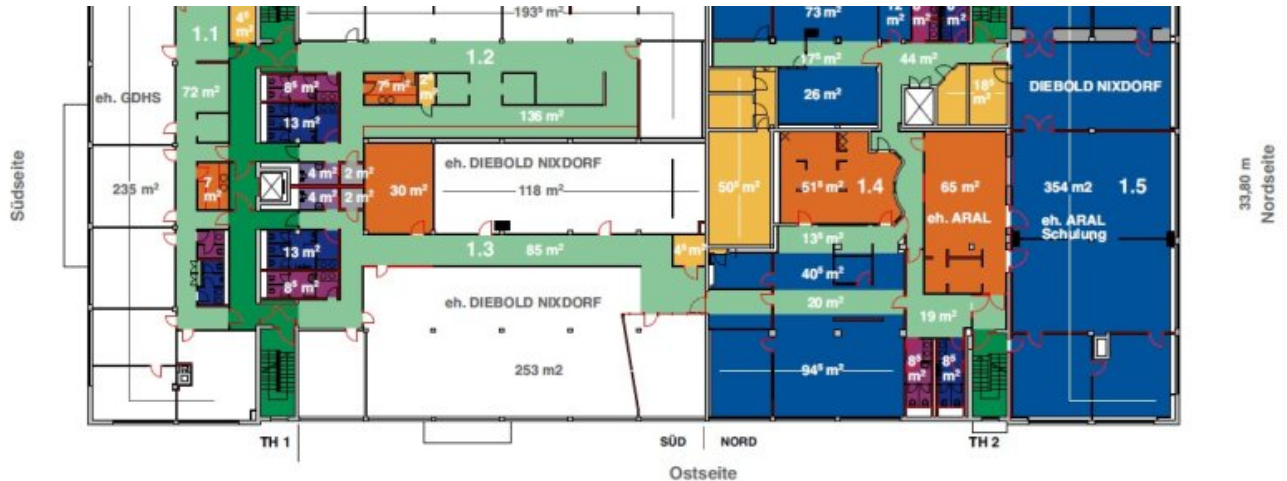 193⁵ m²
73 m²
4⁵
m²
1.1
1.2
17⁵ m²
44 m²
eh. GDHS
72 m²
8⁵ m²
7⁵ m²
26 m²
18⁵
m²
DIEBOLD NIXDORF
13 m²
136 m²
Südseite
235 m²
7
m²
4 m²
2 m²
4 m²
2 m²
30 m²
eh. DIEBOLD NIXDORF
118 m²
50⁵ m²
51⁵ m²
1.4
65 m²
eh. ARAL
354 m2
1.5
eh. ARAL
Schulung
33,80 m
Nordseite
13 m²
8⁵ m²
1.3
85 m²
4⁵ m²
13⁵ m²
40⁵ m²
eh. DIEBOLD NIXDORF
253 m2
20 m²
19 m²
94⁵ m²
8⁵
m²
8⁵
m²
TH 1
SÜD
NORD
TH 2
Ostseite